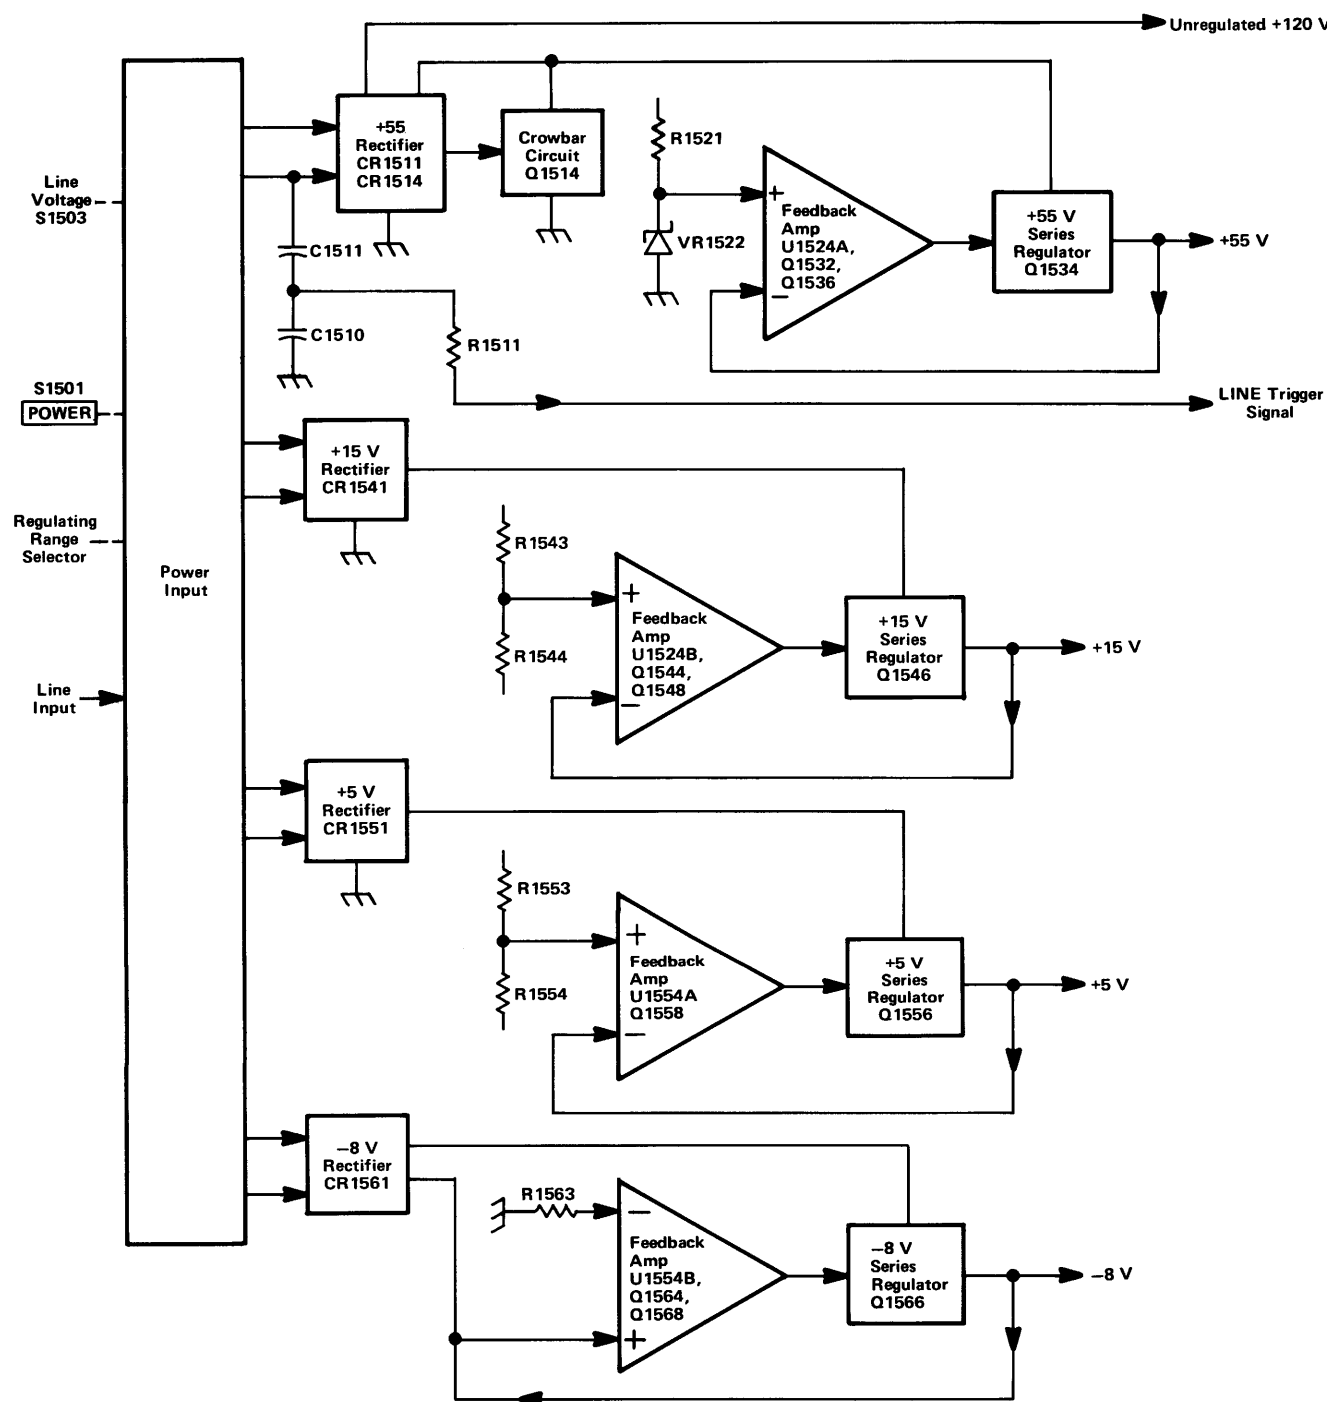 Unregulated +120 V
+55
Rectifier
CR1511
CR1514
Crowbar
Circuit
Q1514
R1521
VR1522
+
Feedback
Amp
U1524A,
Q1532,
Q1536
−
+55 V
Series
Regulator
Q1534
+55 V
Line
Voltage
S1503
C1511
C1510
R1511
LINE Trigger
Signal
S1501
POWER
+15 V
Rectifier
CR1541
Regulating
Range
Selector
Power
Input
R1543
R1544
+
Feedback
Amp
U1524B,
Q1544,
Q1548
−
+15 V
Series
Regulator
Q1546
+15 V
Line
Input
+5 V
Rectifier
CR1551
R1553
R1554
+
Feedback
Amp
U1554A
Q1558
−
+5 V
Series
Regulator
Q1556
+5 V
−8 V
Rectifier
CR1561
R1563
−
Feedback
Amp
U1554B,
Q1564,
Q1568
+
−8 V
Series
Regulator
Q1566
−8 V